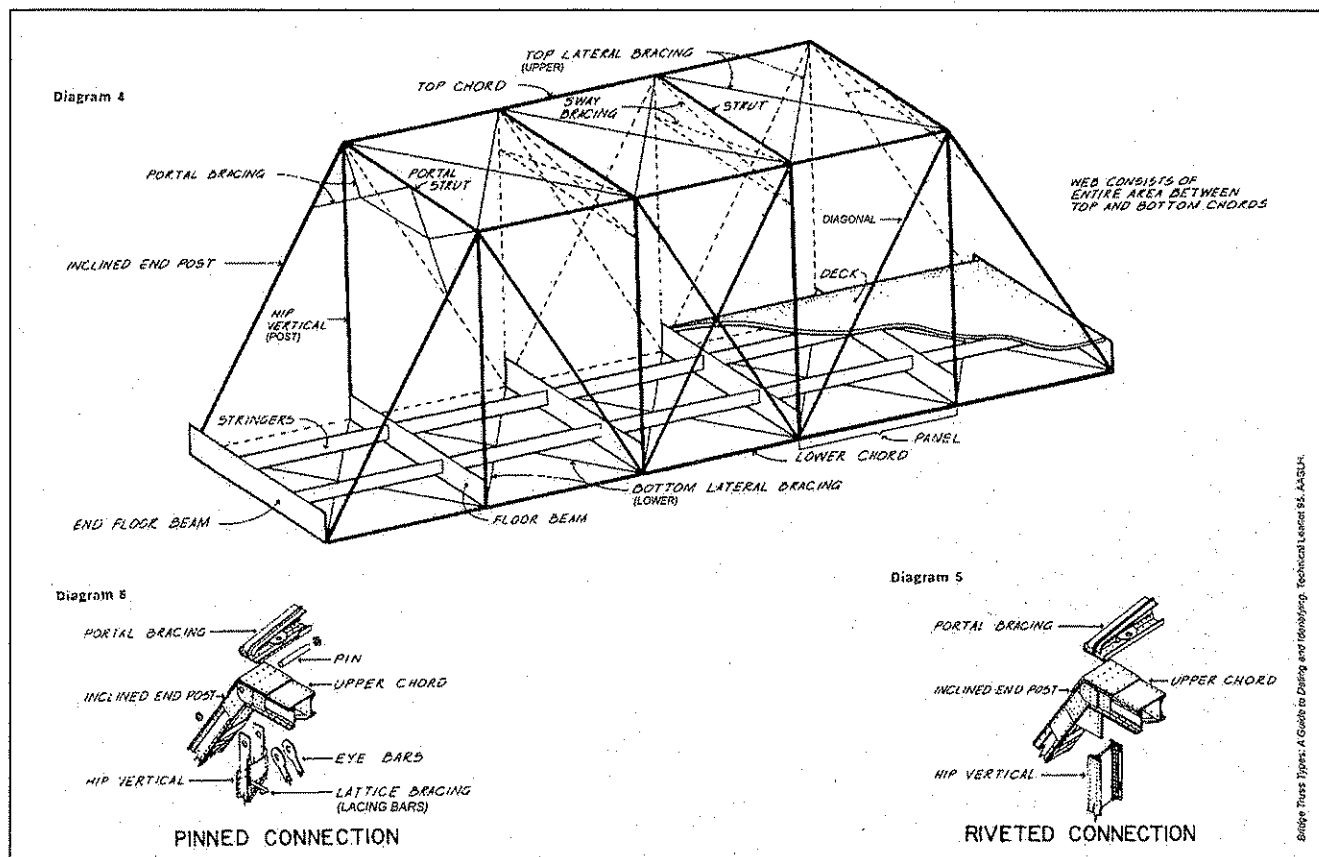 Diagram 4
TOP LATERAL BRACING
(UPPER)
TOP CHORD
SWAY
BRACING
STRUT
PORTAL BRACING
PORTAL
STRUT
WEB CONSISTS OF
ENTIRE AREA BETWEEN
TOP AND BOTTOM CHORDS
DIAGONAL
INCLINED END POST
DECK
HIP
VERTICAL
(POST)
STRINGERS
PANEL
LOWER CHORD
BOTTOM LATERAL BRACING
(LOWER)
END FLOOR BEAM
FLOOR BEAM
Diagram 6
PORTAL BRACING
PIN
UPPER CHORD
INCLINED END POST
EYE BARS
HIP VERTICAL
LATTICE BRACING
(LACING BARS)
PINNED CONNECTION
Diagram 5
PORTAL BRACING
UPPER CHORD
INCLINED END POST
HIP VERTICAL
RIVETED CONNECTION
Bridge Truss Types: A Guide to Dating and Identifying. Technical Leaflet 95. AASLH.